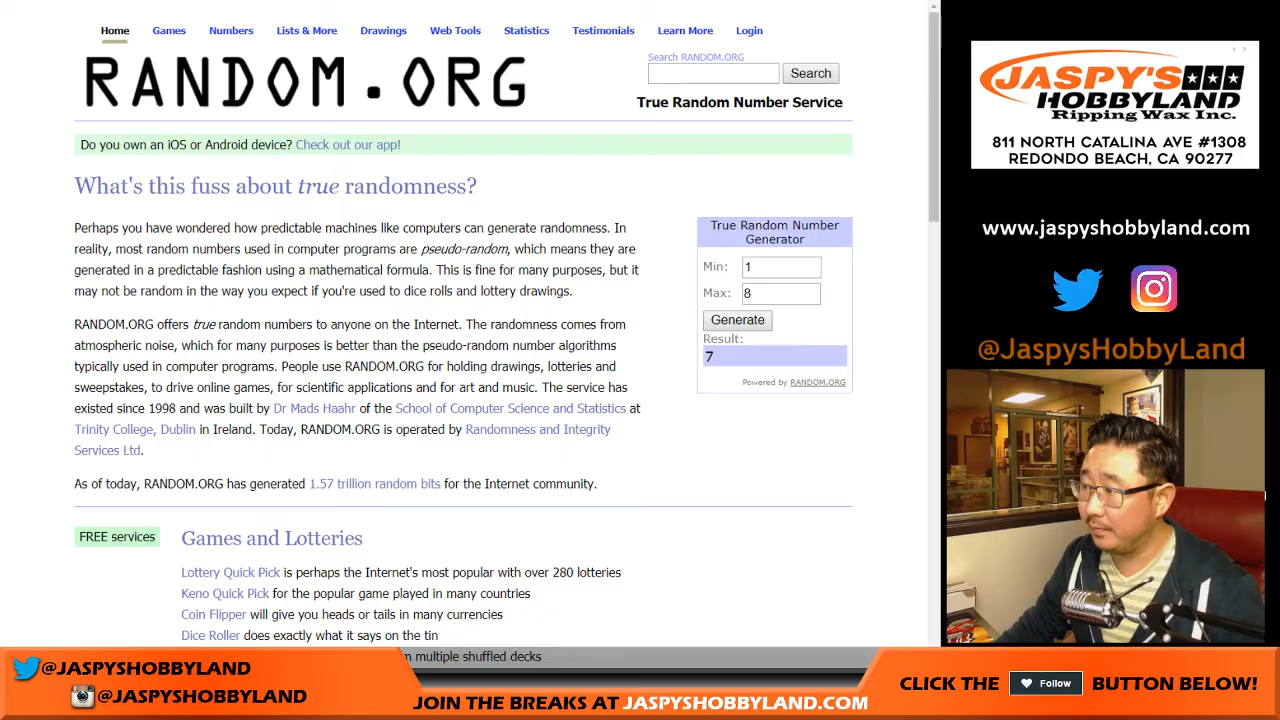 Home Games Numbers Lists & More Drawings Web Tools Statistics Testimonials Learn More Login
RANDOM.ORG
Search RANDOM.ORG
Search
True Random Number Service
Do you own an iOS or Android device? Check out our app!
What's this fuss about true randomness?
Perhaps you have wondered how predictable machines like computers can generate randomness. In
reality, most random numbers used in computer programs are pseudo-random, which means they are
generated in a predictable fashion using a mathematical formula. This is fine for many purposes, but it
may not be random in the way you expect if you're used to dice rolls and lottery drawings.
RANDOM.ORG offers true random numbers to anyone on the Internet. The randomness comes from
atmospheric noise, which for many purposes is better than the pseudo-random number algorithms
typically used in computer programs. People use RANDOM.ORG for holding drawings, lotteries and
sweepstakes, to drive online games, for scientific applications and for art and music. The service has
existed since 1998 and was built by Dr Mads Haahr of the School of Computer Science and Statistics at
Trinity College, Dublin in Ireland. Today, RANDOM.ORG is operated by Randomness and Integrity
Services Ltd.
As of today, RANDOM.ORG has generated 1.57 trillion random bits for the Internet community.
True Random Number
Generator
Min: 1
Max: 8
Generate
Result:
7
Powered by RANDOM.ORG
FREE services
Games and Lotteries
Lottery Quick Pick is perhaps the Internet's most popular with over 280 lotteries
Keno Quick Pick for the popular game played in many countries
Coin Flipper will give you heads or tails in many currencies
Dice Roller does exactly what it says on the tin
multiple shuffled decks
JASPY'S
HOBBYLAND
Ripping Wax Inc.
811 NORTH CATALINA AVE #1308
REDONDO BEACH, CA 90277
www.jaspyshobbyland.com
@JaspysHobbyLand
@JASPYSHOBBYLAND
@JASPYSHOBBYLAND
JOIN THE BREAKS AT JASPYSHOBBYLAND.COM
CLICK THE Follow BUTTON BELOW!